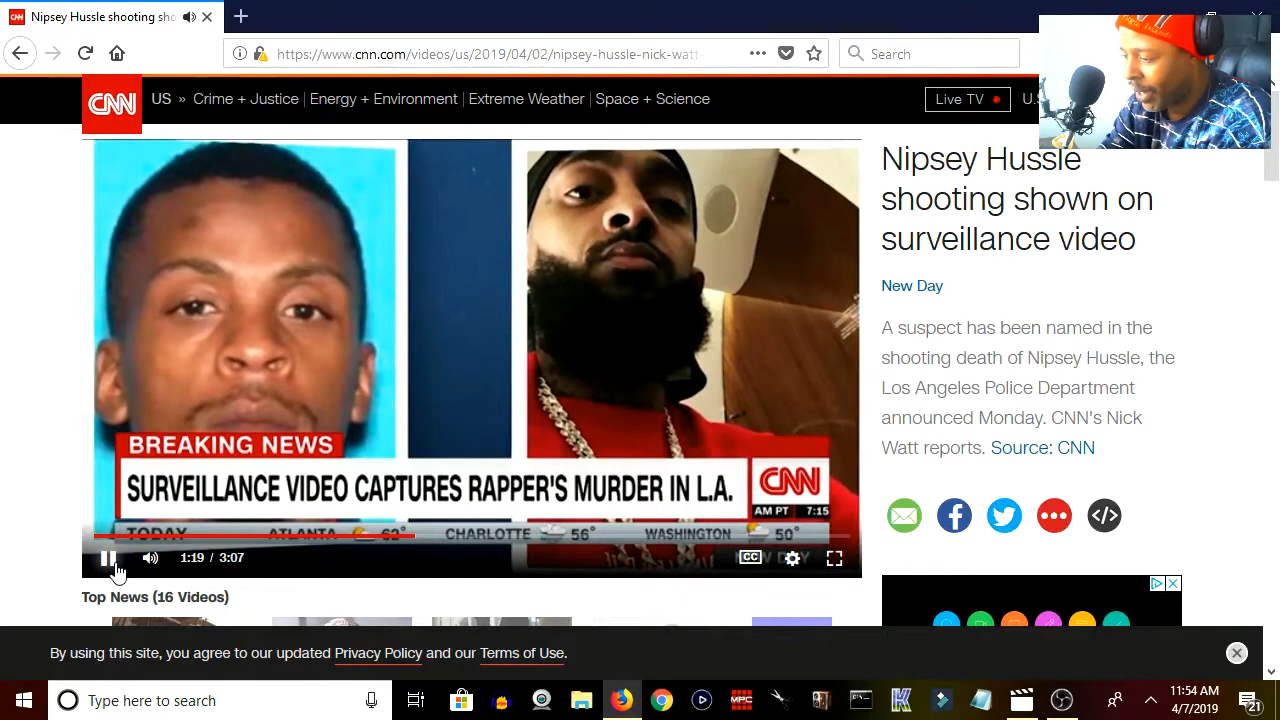 Nipsey Hussle shooting sho
https://www.cnn.com/videos/us/2019/04/02/nipsey-hussle-nick-watt-
Search
CNN
US » Crime + Justice | Energy + Environment | Extreme Weather | Space + Science
Live TV
Nipsey Hussle
shooting shown on
surveillance video
New Day
A suspect has been named in the
shooting death of Nipsey Hussle, the
Los Angeles Police Department
announced Monday. CNN's Nick
Watt reports. Source: CNN
BREAKING NEWS
SURVEILLANCE VIDEO CAPTURES RAPPER'S MURDER IN L.A.
CNN
AM PT 7:15
TODAY ATLANTA 62° CHARLOTTE 56° WASHINGTON 50°
NEW DAY
1:19 / 3:07
CC
Top News (16 Videos)
By using this site, you agree to our updated Privacy Policy and our Terms of Use.
Type here to search
MPC
11:54 AM
4/7/2019
21